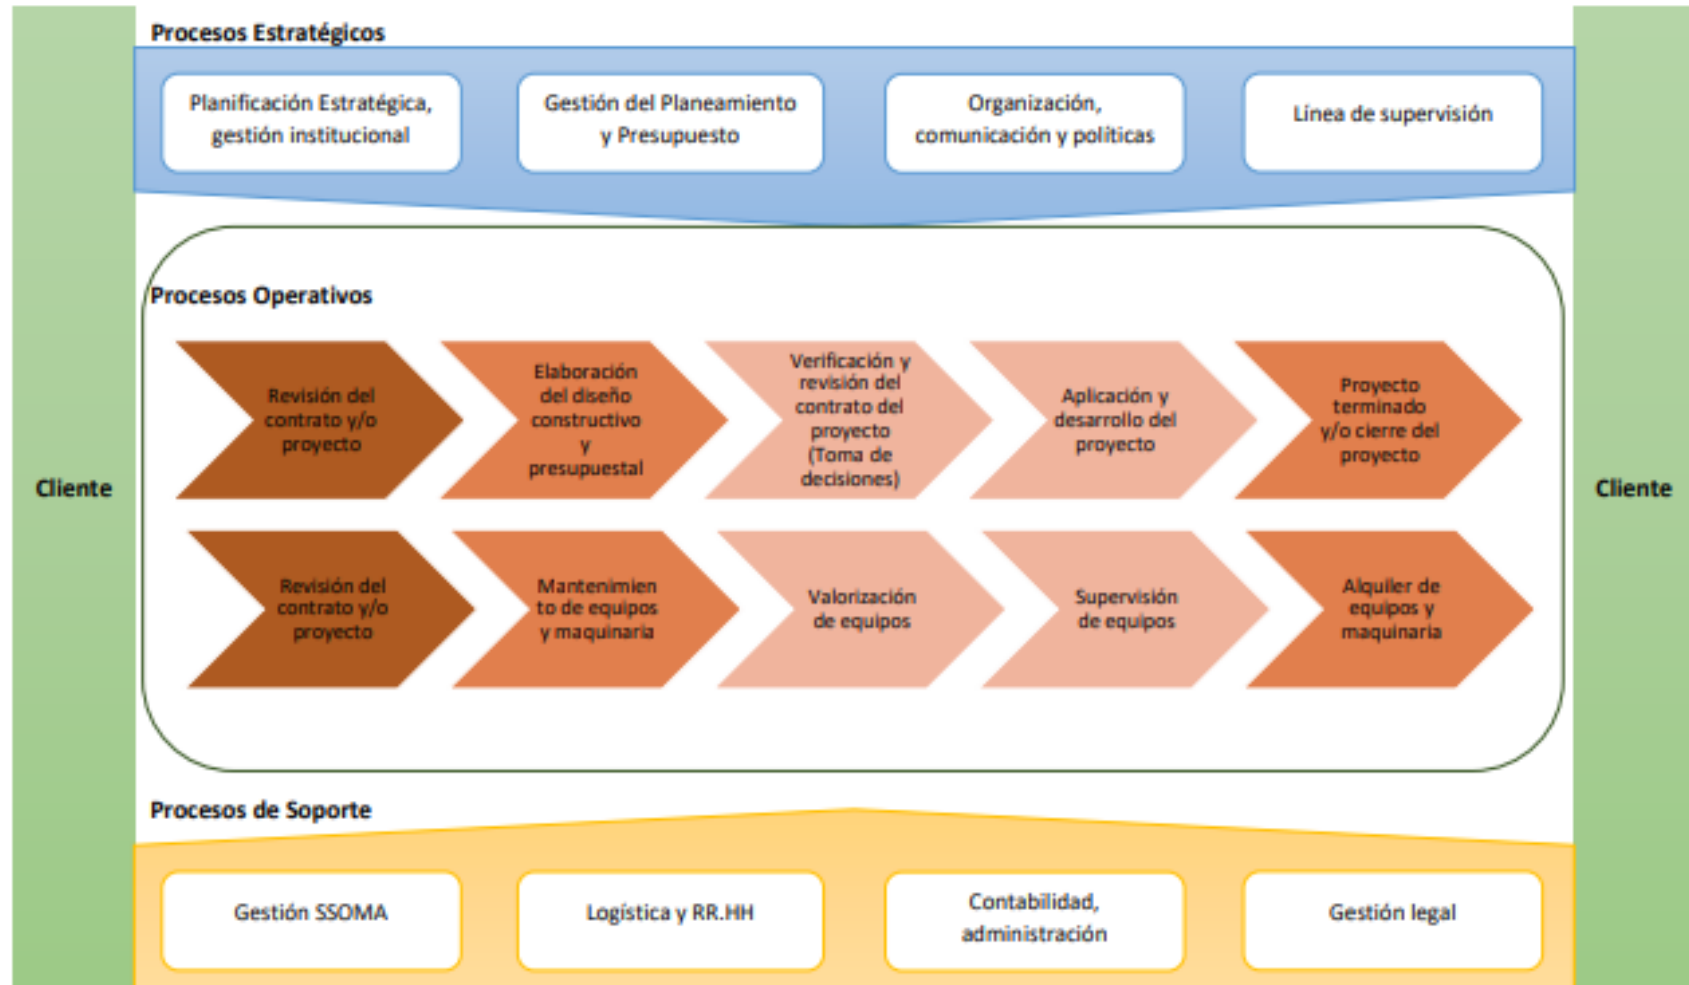 Procesos Estratégicos
Planificación Estratégica,
gestión institucional
Gestión del Planeamiento
y Presupuesto
Organización,
comunicación y políticas
Línea de supervisión
Procesos Operativos
Revisión del
contrato y/o
proyecto
Elaboración
del diseño
constructivo
y
presupuestal
Verificación y
revisión del
contrato del
proyecto
(Toma de
decisiones)
Aplicación y
desarrollo del
proyecto
Proyecto
terminado
y/o cierre del
proyecto
Cliente
Cliente
Revisión del
contrato y/o
proyecto
Mantenimien
to de equipos
y maquinaria
Valorización
de equipos
Supervisión
de equipos
Alquiler de
equipos y
maquinaria
Procesos de Soporte
Gestión SSOMA
Logística y RR.HH
Contabilidad,
administración
Gestión legal